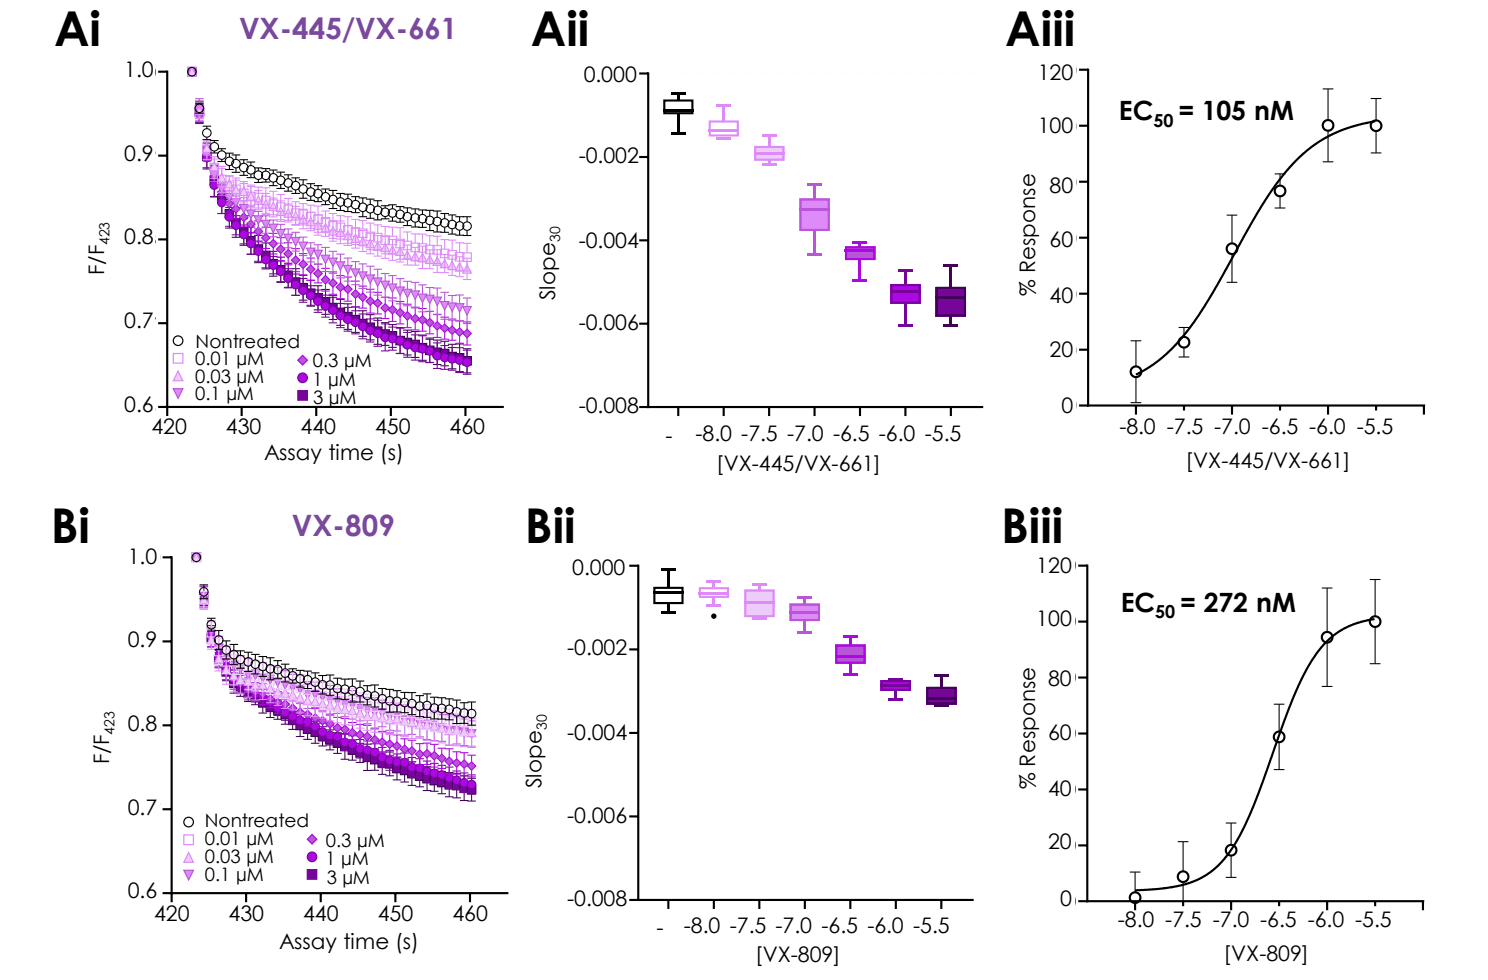 Ai
VX-445/VX-661
1.0
0.9
0.8
0.7
0.6
F/F423
Nontreated
0.01 µM
0.03 µM
0.1 µM
0.3 µM
1 µM
3 µM
420 430 440 450 460
Assay time (s)
Aii
0.000
-0.002
-0.004
-0.006
-0.008
Slope30
- -8.0 -7.5 -7.0 -6.5 -6.0 -5.5
[VX-445/VX-661]
Aiii
120
100
80
60
40
20
0
% Response
EC50 = 105 nM
-8.0 -7.5 -7.0 -6.5 -6.0 -5.5
[VX-445/VX-661]
Bi
VX-809
1.0
0.9
0.8
0.7
0.6
F/F423
Nontreated
0.01 µM
0.03 µM
0.1 µM
0.3 µM
1 µM
3 µM
420 430 440 450 460
Assay time (s)
Bii
0.000
-0.002
-0.004
-0.006
-0.008
Slope30
- -8.0 -7.5 -7.0 -6.5 -6.0 -5.5
[VX-809]
Biii
120
100
80
60
40
20
0
% Response
EC50 = 272 nM
-8.0 -7.5 -7.0 -6.5 -6.0 -5.5
[VX-809]